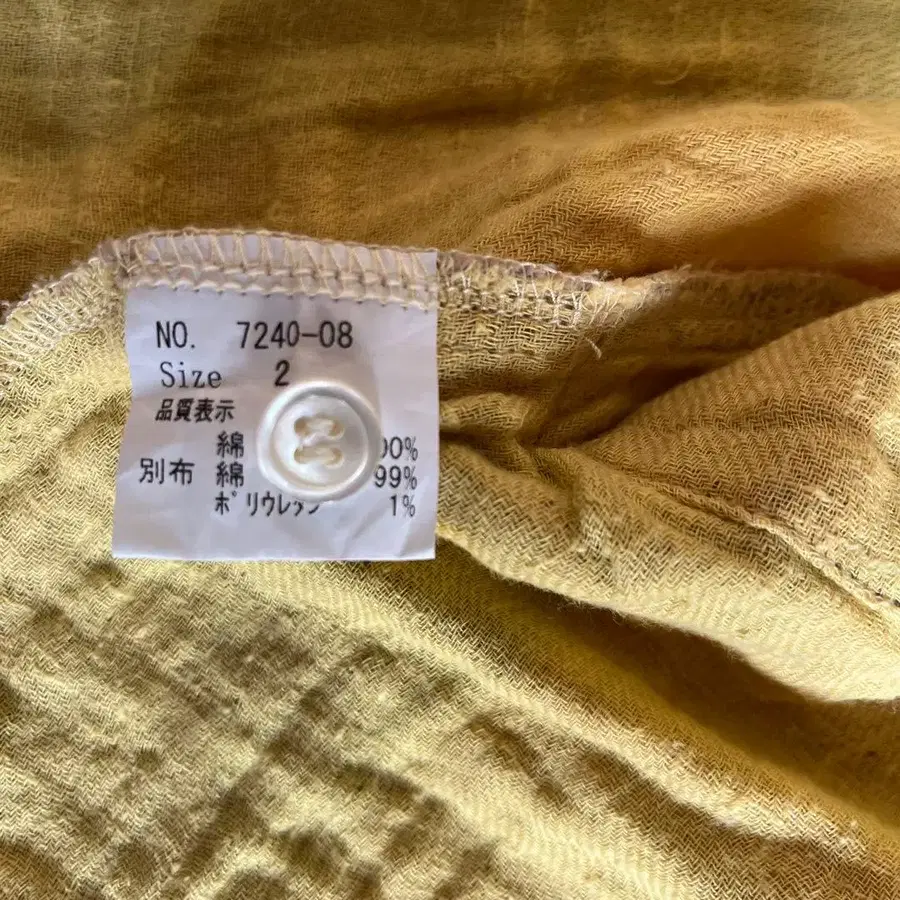 NO. 7240-08
Size 2
品質表示
綿 00%
別布 綿 99%
ポリウレッ 1%